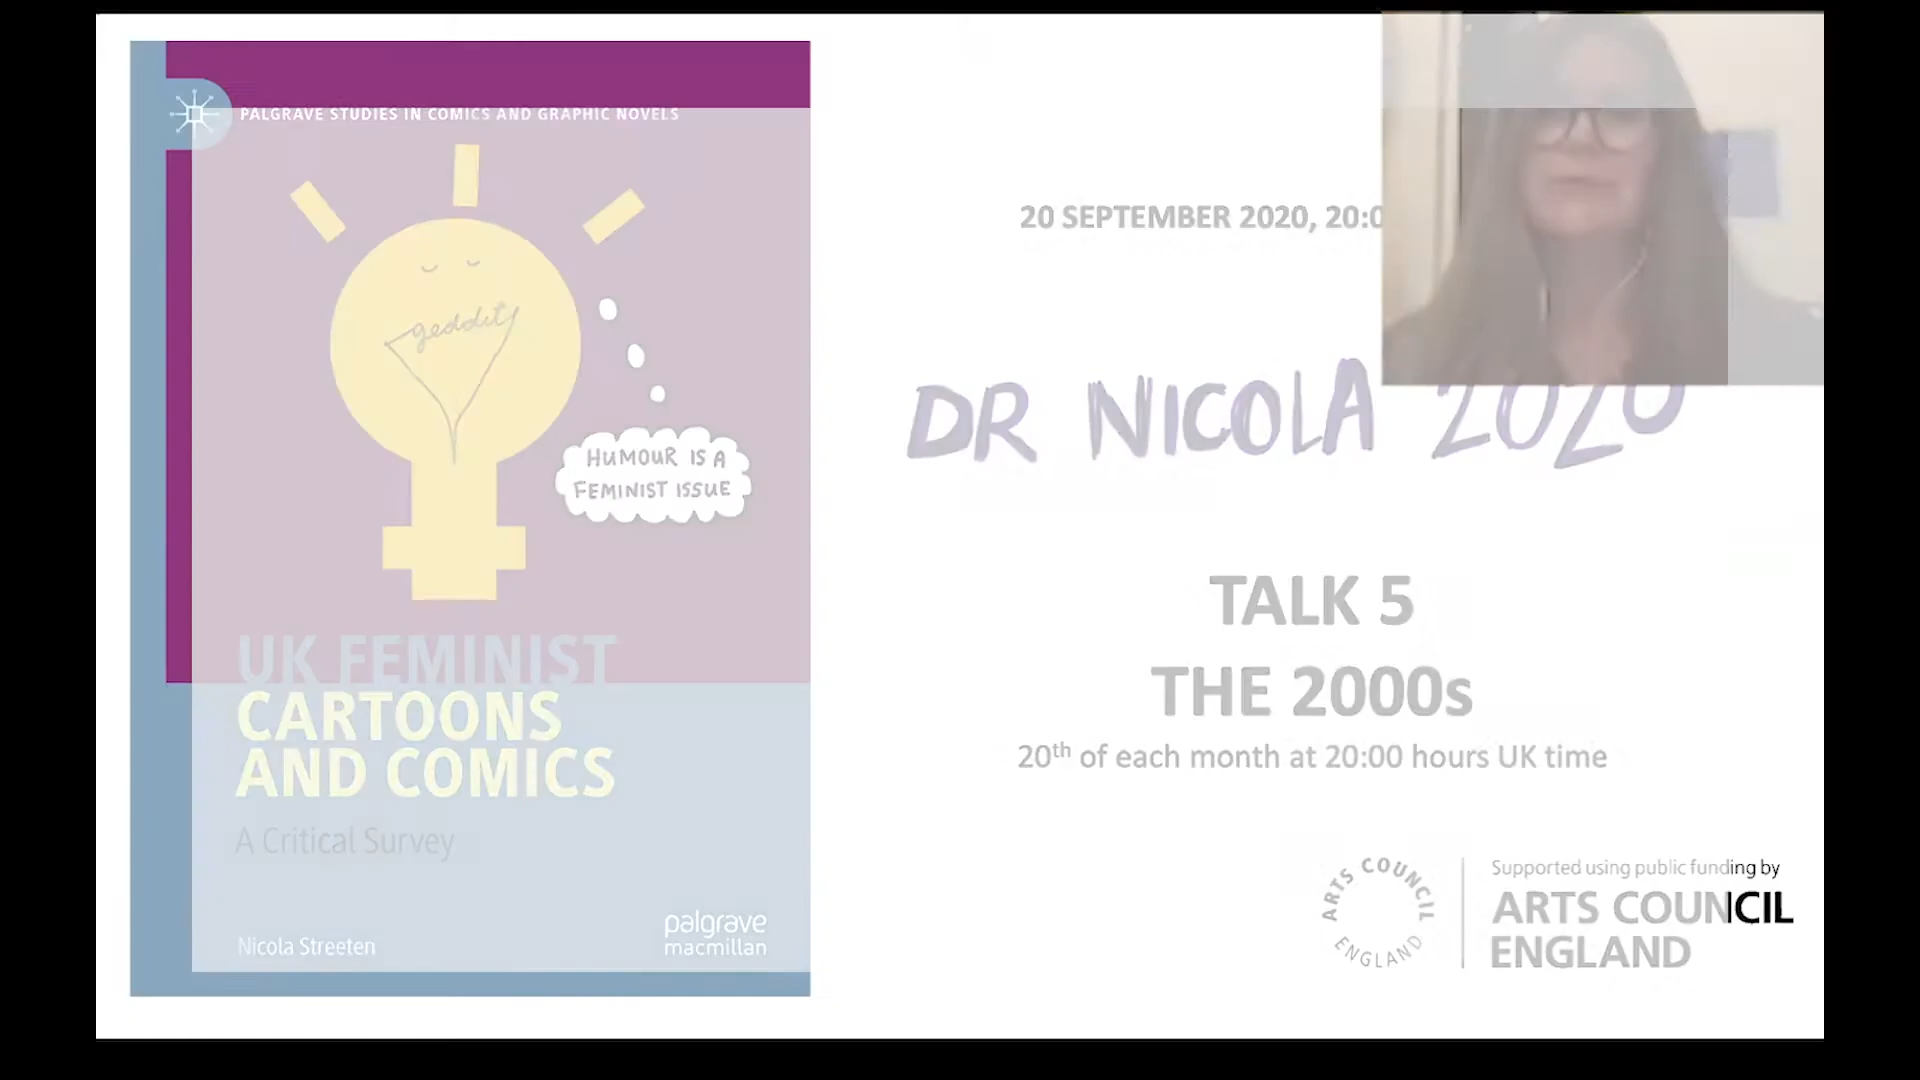 PALGRAVE STUDIES IN COMICS AND GRAPHIC NOVELS
geddit
HUMOUR IS A
FEMINIST ISSUE
UK FEMINIST
CARTOONS
AND COMICS
A Critical Survey
Nicola Streeten
palgrave
macmillan
20 SEPTEMBER 2020, 20:0
DR NICOLA 2020
TALK 5
THE 2000s
20th of each month at 20:00 hours UK time
ARTS COUNCIL
ENGLAND
Supported using public funding by
ARTS COUNCIL
ENGLAND